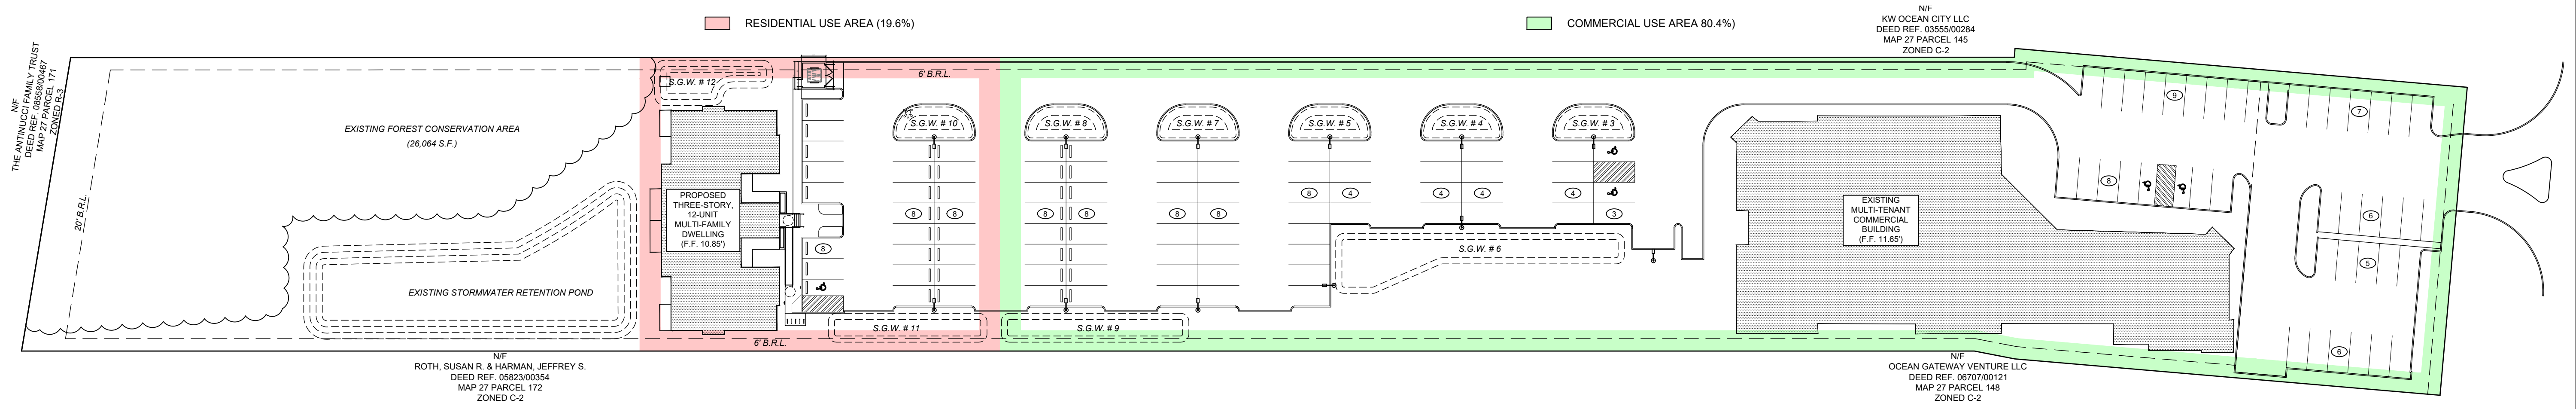 RESIDENTIAL USE AREA (19.6%)
COMMERCIAL USE AREA 80.4%)
N/F
KW OCEAN CITY LLC
DEED REF. 03555/00284
MAP 27 PARCEL 145
ZONED C-2
N/F
THE ANTINUCCI FAMILY TRUST
DEED REF. 08558/00467
MAP 27 PARCEL 171
ZONED R-3
20' B.R.L.
EXISTING FOREST CONSERVATION AREA
(26,064 S.F.)
EXISTING STORMWATER RETENTION POND
S.G.W. # 12
6' B.R.L.
PROPOSED
THREE-STORY,
12-UNIT
MULTI-FAMILY
DWELLING
(F.F. 10.85')
8
S.G.W. # 10
8
8
S.G.W. # 8
8
8
S.G.W. # 7
8
8
S.G.W. # 5
8
4
S.G.W. # 4
4
4
S.G.W. # 3
4
3
S.G.W. # 6
S.G.W. # 11
S.G.W. # 9
6' B.R.L.
EXISTING
MULTI-TENANT
COMMERCIAL
BUILDING
(F.F. 11.65')
9
7
8
6
5
6
N/F
ROTH, SUSAN R. & HARMAN, JEFFREY S.
DEED REF. 05823/00354
MAP 27 PARCEL 172
ZONED C-2
N/F
OCEAN GATEWAY VENTURE LLC
DEED REF. 06707/00121
MAP 27 PARCEL 148
ZONED C-2